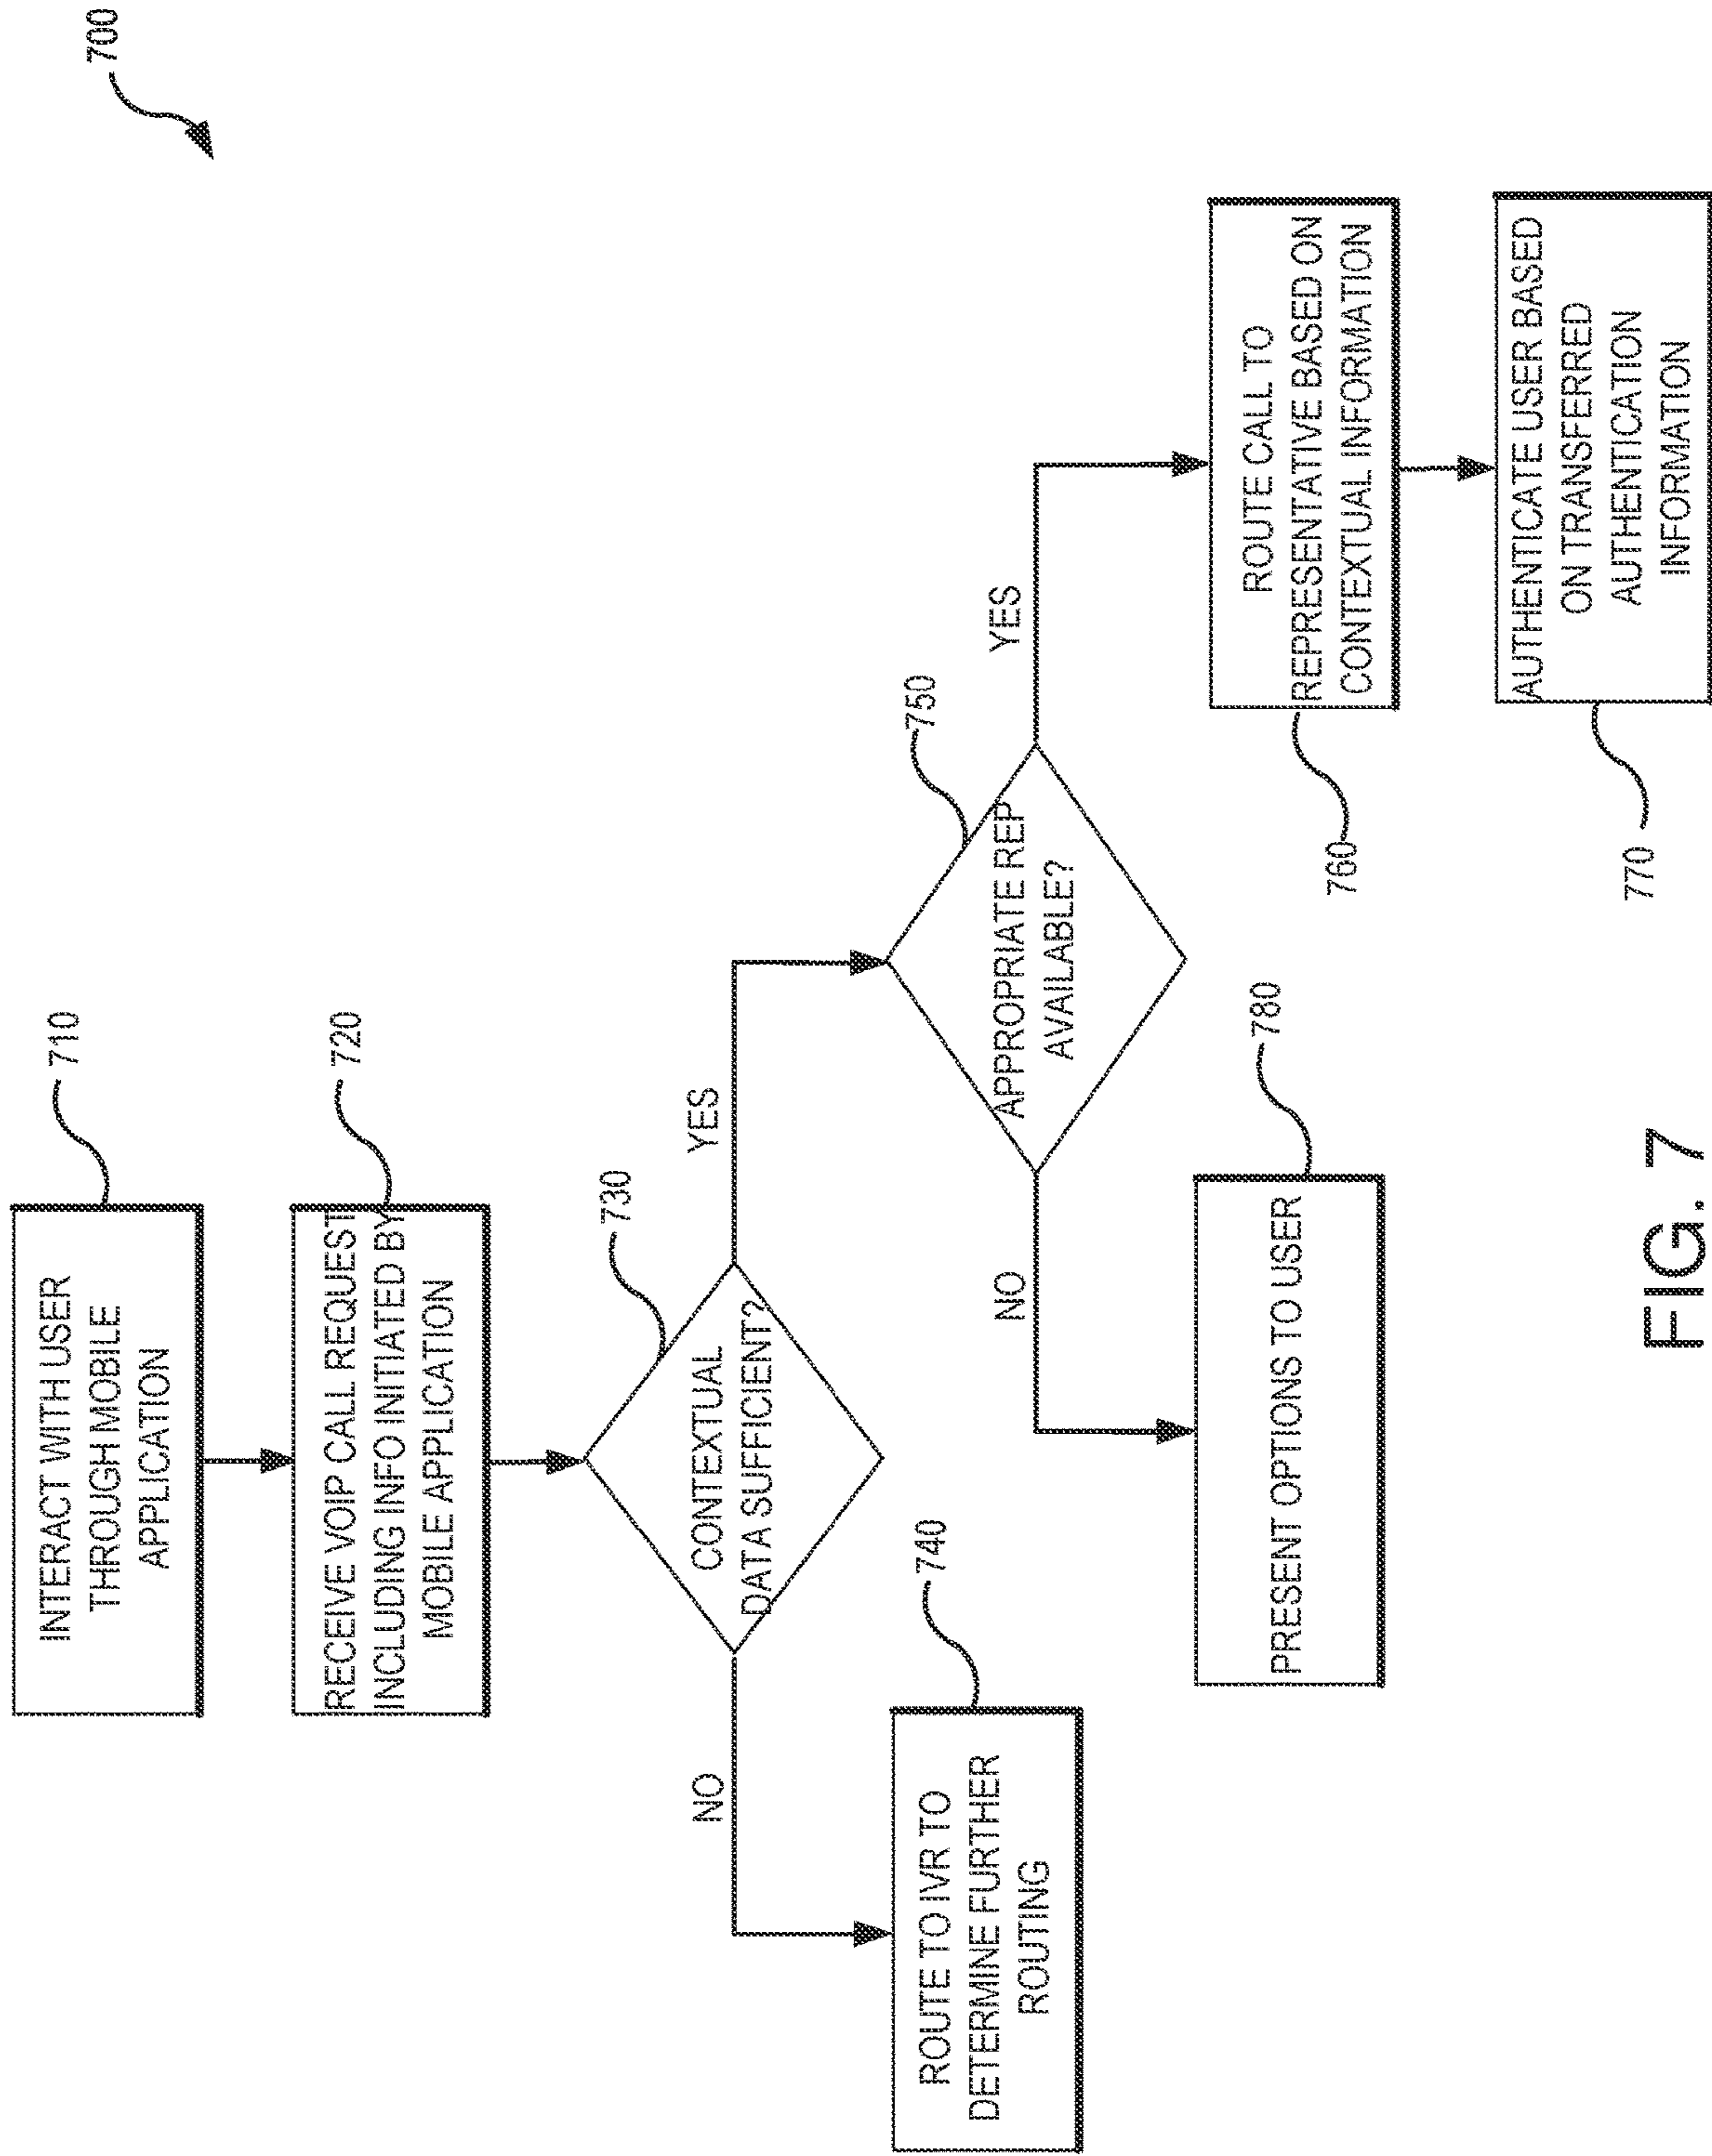 700
INTERACT WITH USER
THROUGH MOBILE
APPLICATION
710
RECEIVE VOIP CALL REQUEST
INCLUDING INFO INITIATED BY
MOBILE APPLICATION
720
CONTEXTUAL
DATA SUFFICIENT?
730
NO
YES
ROUTE TO IVR TO
DETERMINE FURTHER
ROUTING
740
APPROPRIATE REP
AVAILABLE?
750
NO
YES
PRESENT OPTIONS TO USER
780
ROUTE CALL TO
REPRESENTATIVE BASED ON
CONTEXTUAL INFORMATION
760
AUTHENTICATE USER BASED
ON TRANSFERRED
AUTHENTICATION
INFORMATION
770
FIG. 7